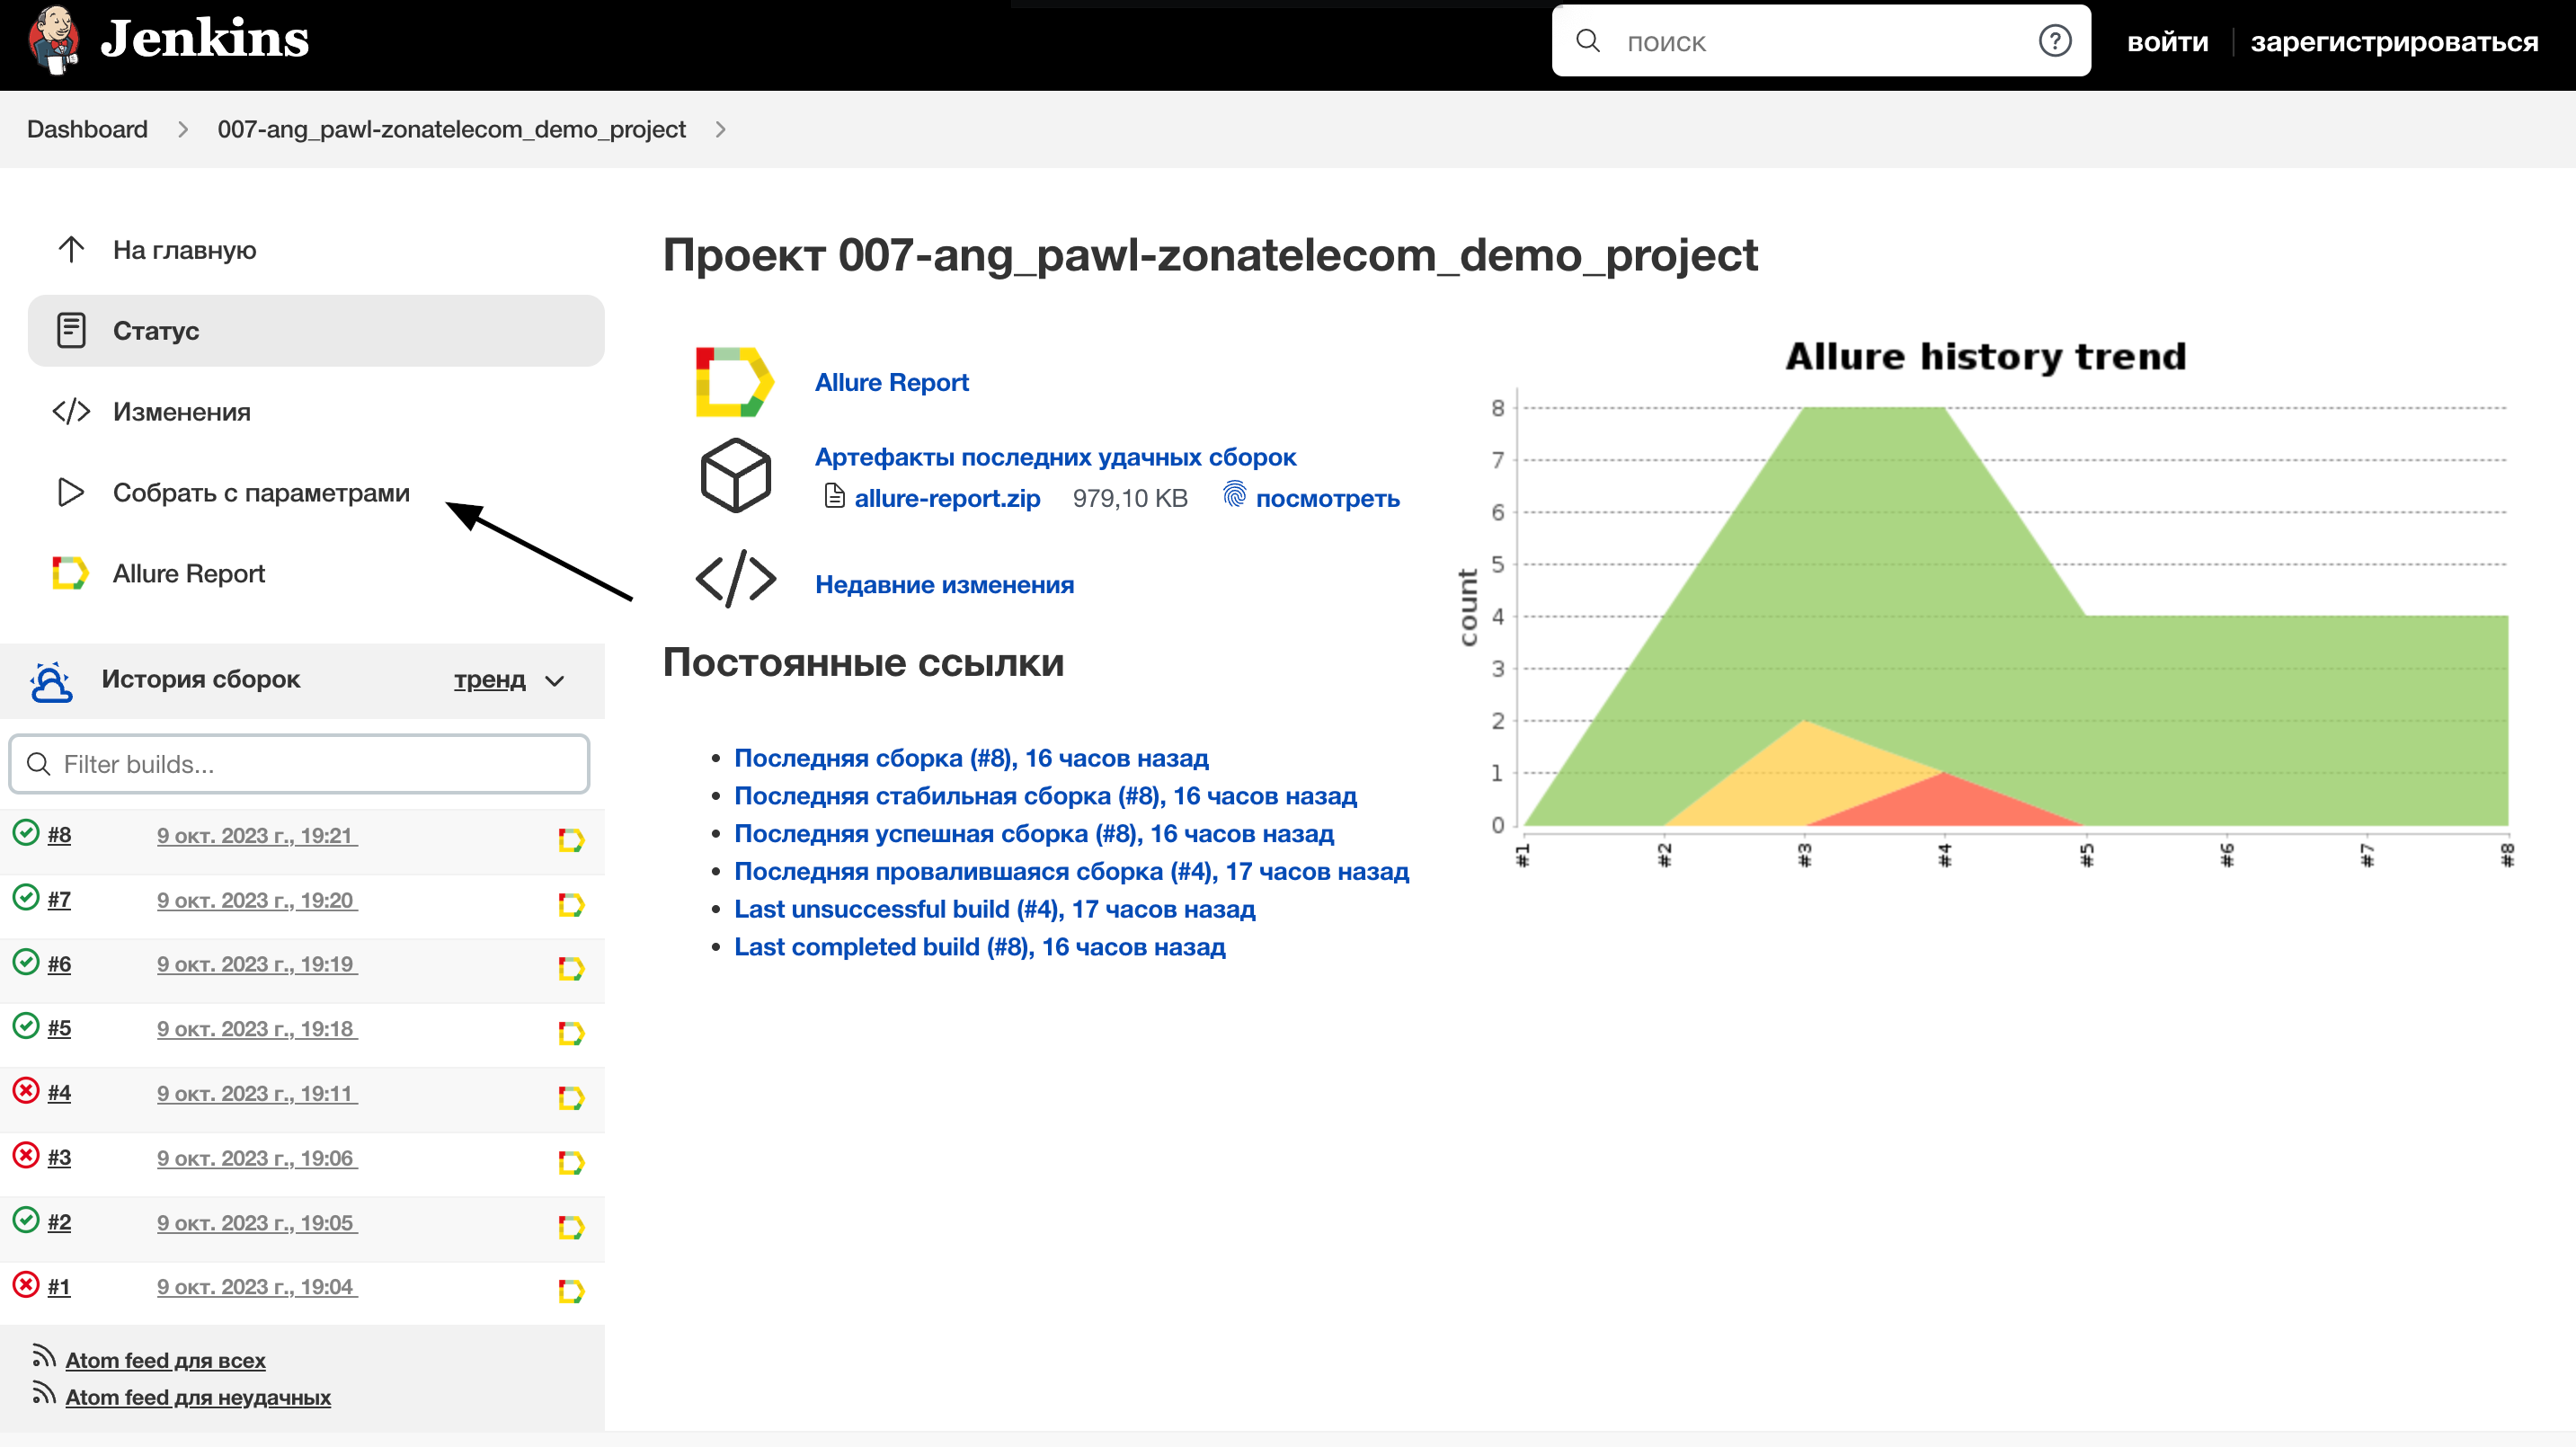 Jenkins
поиск
войти
зарегистрироваться
Dashboard
007-ang_pawl-zonatelecom_demo_project
На главную
Статус
Изменения
Собрать с параметрами
Allure Report
История сборок
тренд
Filter builds...
#8 9 окт. 2023 г., 19:21
#7 9 окт. 2023 г., 19:20
#6 9 окт. 2023 г., 19:19
#5 9 окт. 2023 г., 19:18
#4 9 окт. 2023 г., 19:11
#3 9 окт. 2023 г., 19:06
#2 9 окт. 2023 г., 19:05
#1 9 окт. 2023 г., 19:04
Atom feed для всех
Atom feed для неудачных
Проект 007-ang_pawl-zonatelecom_demo_project
Allure Report
Артефакты последних удачных сборок
allure-report.zip 979,10 KB посмотреть
Недавние изменения
Постоянные ссылки
Последняя сборка (#8), 16 часов назад
Последняя стабильная сборка (#8), 16 часов назад
Последняя успешная сборка (#8), 16 часов назад
Последняя провалившаяся сборка (#4), 17 часов назад
Last unsuccessful build (#4), 17 часов назад
Last completed build (#8), 16 часов назад
Allure history trend
count
8
7
6
5
4
3
2
1
0
#1 #2 #3 #4 #5 #6 #7 #8